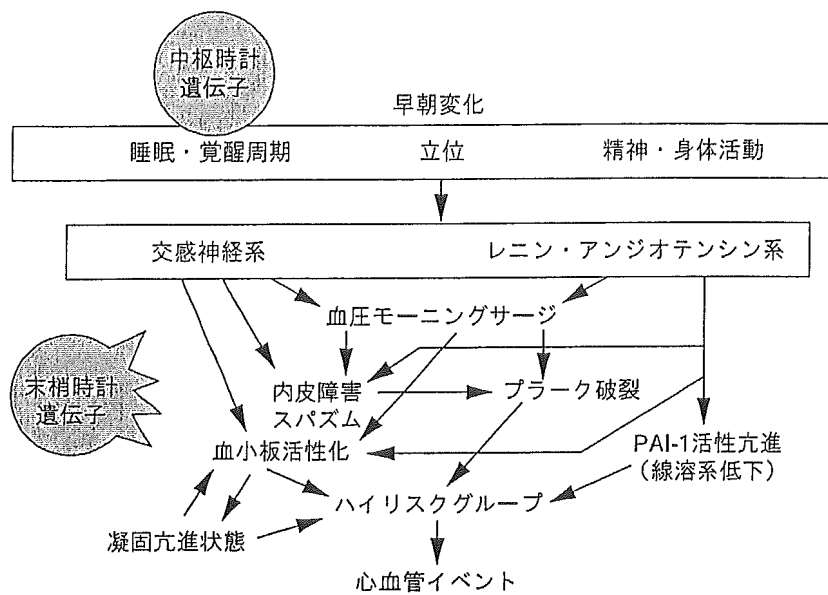 中枢時計
遺伝子
早朝変化
睡眠・覚醒周期 立位 精神・身体活動
交感神経系 レニン・アンジオテンシン系
血圧モーニングサージ
末梢時計
遺伝子
内皮障害
スパズム
プラーク破裂
血小板活性化
PAI-1活性亢進
（線溶系低下）
ハイリスクグループ
凝固亢進状態
心血管イベント